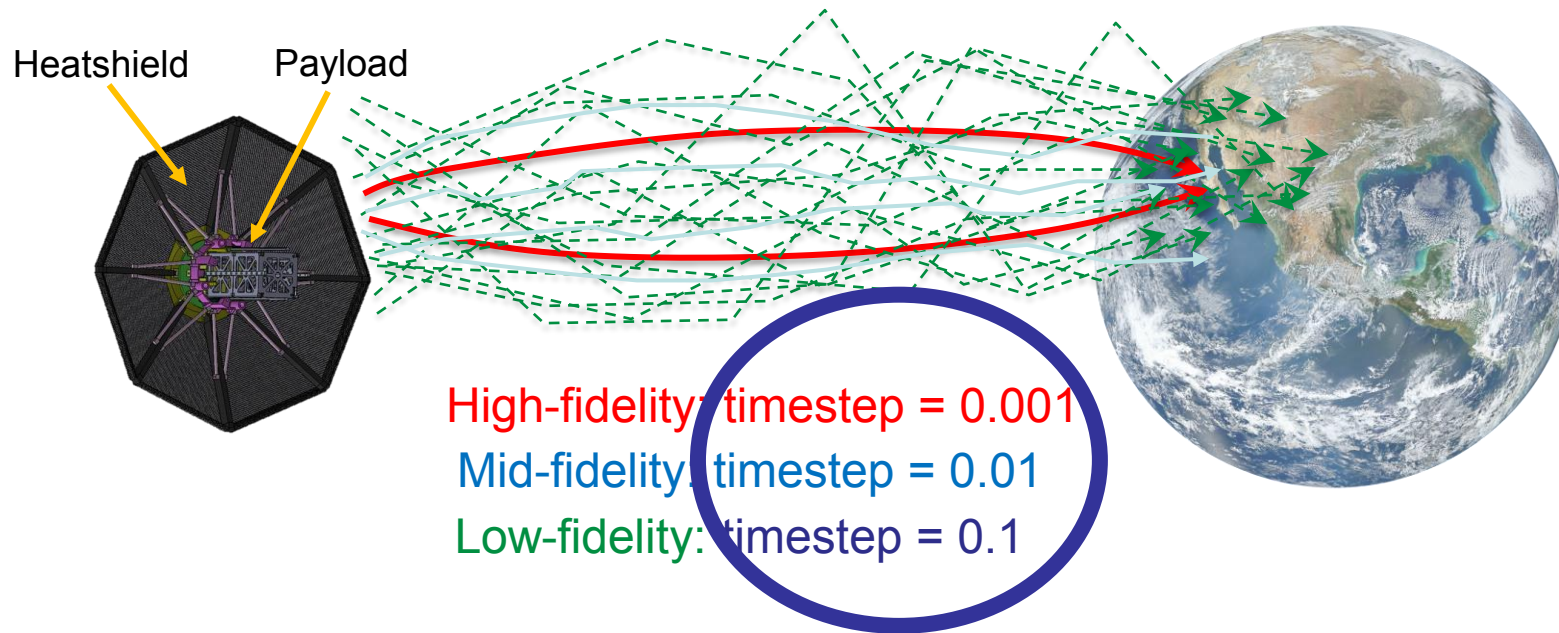 Heatshield
Payload
High-fidelity: timestep = 0.001
Mid-fidelity: timestep = 0.01
Low-fidelity: timestep = 0.1